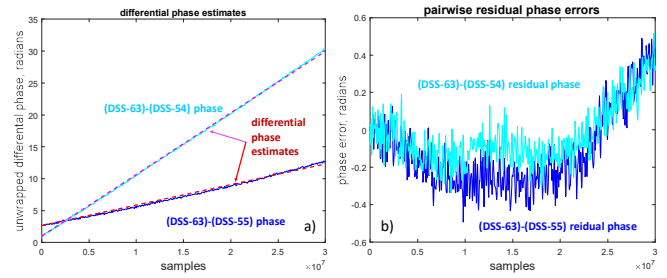 differential phase estimates
unwrapped differential phase, radians
35
30
25
20
15
10
5
0
(DSS-63)-(DSS-54) phase
differential
phase
estimates
(DSS-63)-(DSS-55) phase
a)
0
0.5
1
1.5
2
2.5
3
samples
×10⁷
pairwise residual phase errors
phase error, radians
0.6
0.4
0.2
0
-0.2
-0.4
-0.6
(DSS-63)-(DSS-54) residual phase
b)
(DSS-63)-(DSS-55) reidual phase
0
0.5
1
1.5
2
2.5
3
samples
×10⁷